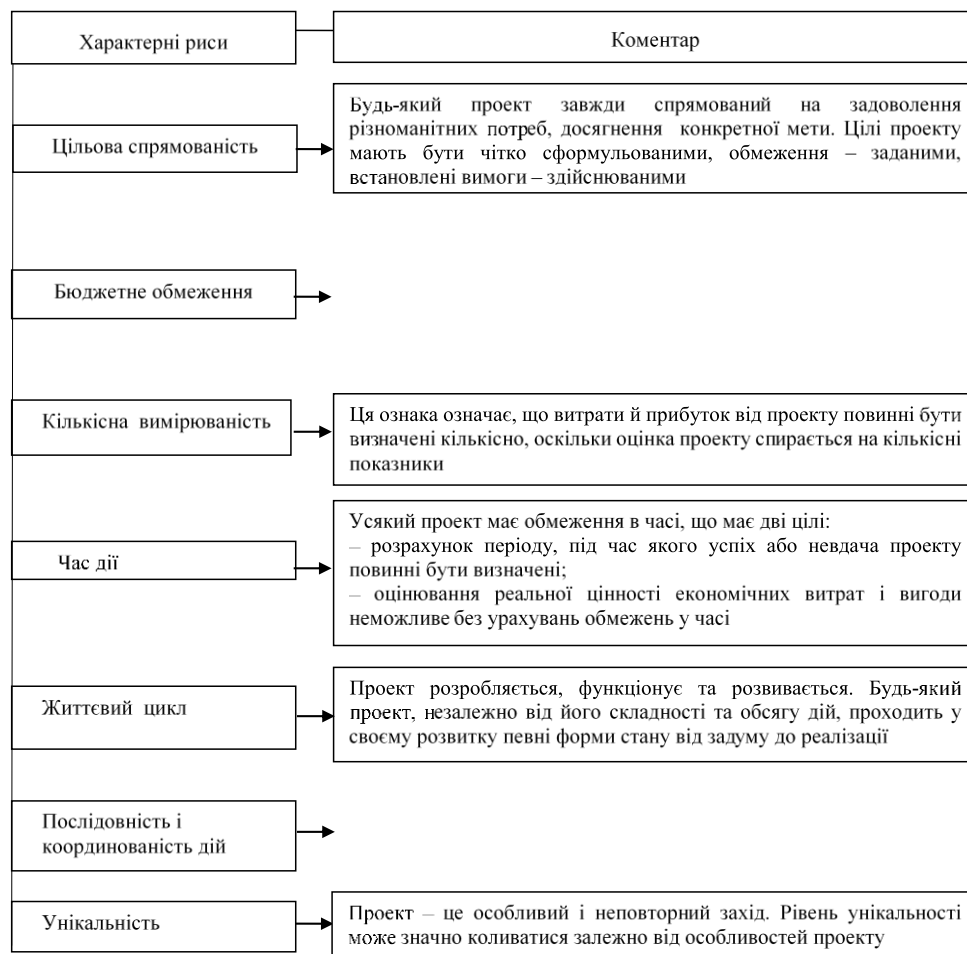 Характерні риси
Коментар
Цільова спрямованість
Будь-який проект завжди спрямований на задоволення
різноманітних потреб, досягнення конкретної мети. Цілі проекту
мають бути чітко сформульованими, обмеження – заданими,
встановлені вимоги – здійснюваними
Бюджетне обмеження
Кількісна вимірюваність
Ця ознака означає, що витрати й прибуток від проекту повинні бути
визначені кількісно, оскільки оцінка проекту спирається на кількісні
показники
Час дії
Усякий проект має обмеження в часі, що має дві цілі:
– розрахунок періоду, під час якого успіх або невдача проекту
повинні бути визначені;
– оцінювання реальної цінності економічних витрат і вигоди
неможливе без урахувань обмежень у часі
Життєвий цикл
Проект розробляється, функціонує та розвивається. Будь-який
проект, незалежно від його складності та обсягу дій, проходить у
своєму розвитку певні форми стану від задуму до реалізації
Послідовність і
координованість дій
Унікальність
Проект – це особливий і неповторний захід. Рівень унікальності
може значно коливатися залежно від особливостей проекту